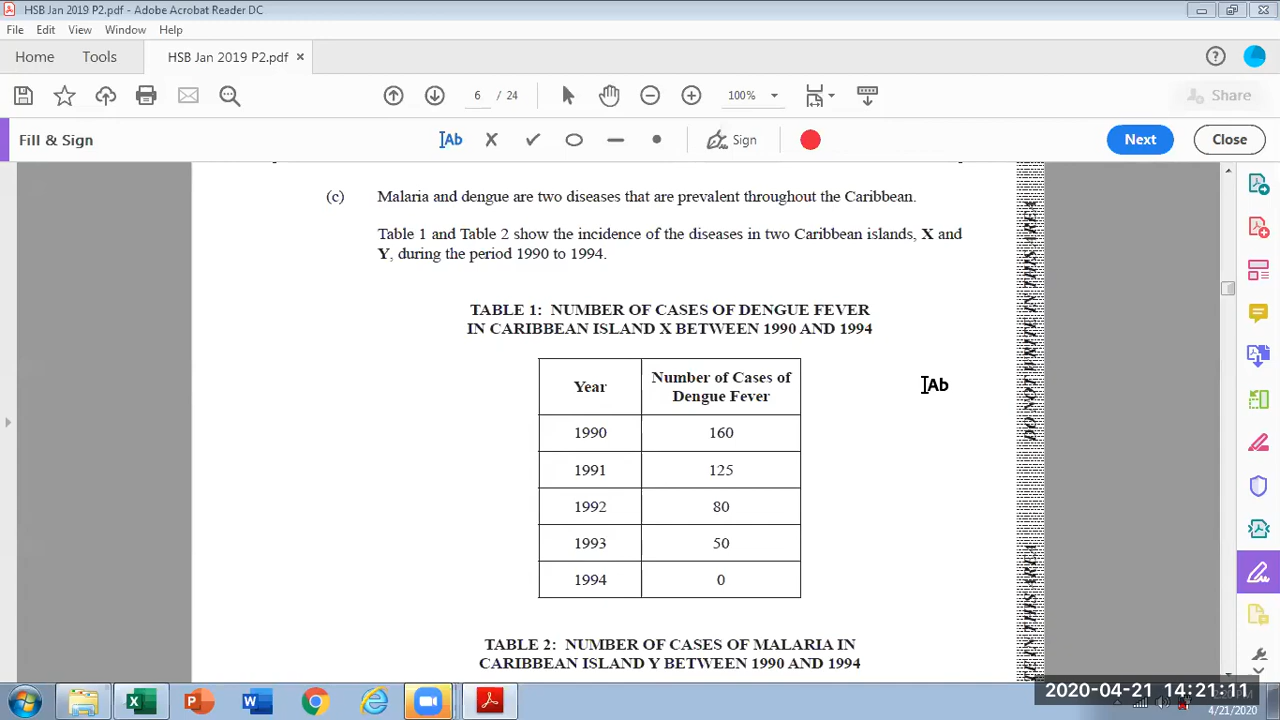 HSB Jan 2019 P2.pdf - Adobe Acrobat Reader DC
File Edit View Window Help
Home Tools HSB Jan 2019 P2.pdf ×
6 / 24 100% Share
Fill & Sign Ab Sign Next Close
Malaria and dengue are two diseases that are prevalent throughout the Caribbean.
Table 1 and Table 2 show the incidence of the diseases in two Caribbean islands, X and
Y, during the period 1990 to 1994.
TABLE 1: NUMBER OF CASES OF DENGUE FEVER
IN CARIBBEAN ISLAND X BETWEEN 1990 AND 1994
Year Number of Cases of
Dengue Fever
Ab
1990 160
1991 125
1992 80
1993 50
1994 0
TABLE 2: NUMBER OF CASES OF MALARIA IN
CARIBBEAN ISLAND Y BETWEEN 1990 AND 1994
2020-04-21 14:21:11
4/21/2020